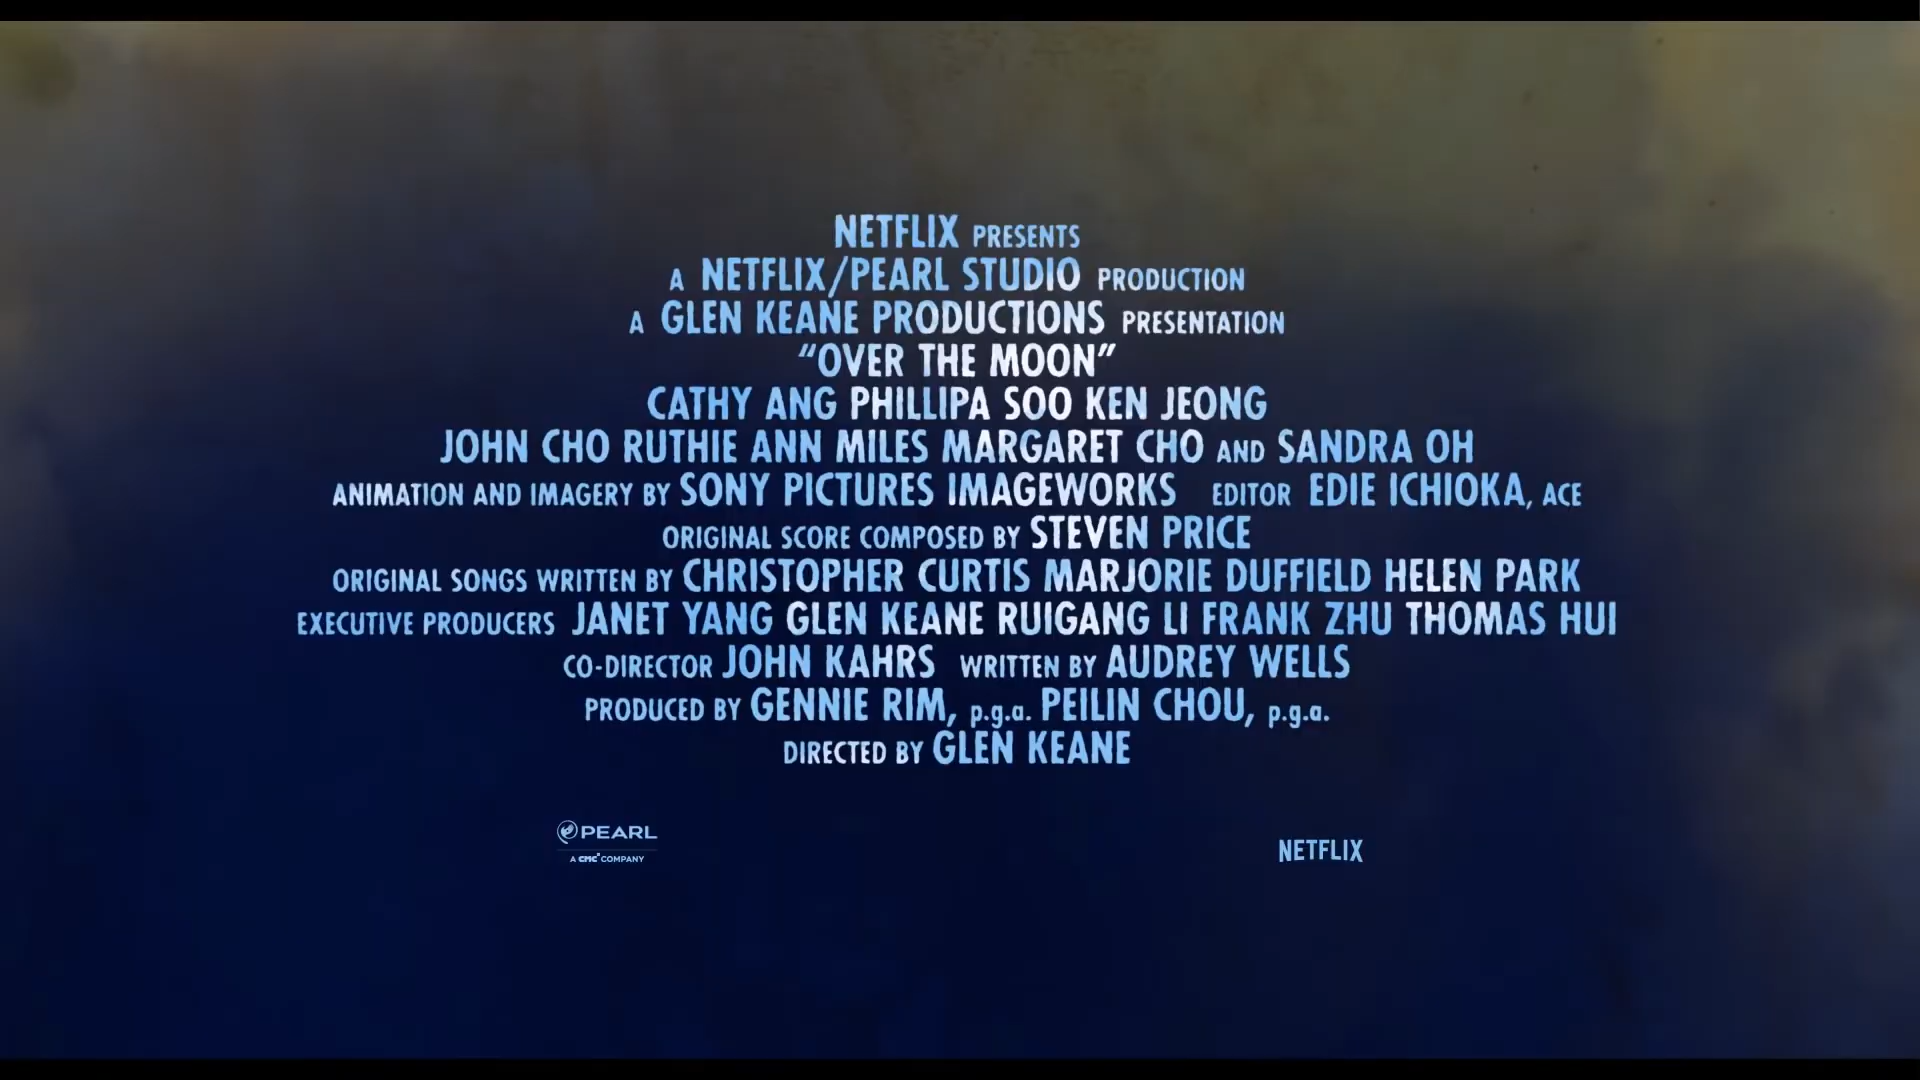 NETFLIX PRESENTS
A NETFLIX/PEARL STUDIO PRODUCTION
A GLEN KEANE PRODUCTIONS PRESENTATION
“OVER THE MOON”
CATHY ANG PHILLIPA SOO KEN JEONG
JOHN CHO RUTHIE ANN MILES MARGARET CHO AND SANDRA OH
ANIMATION AND IMAGERY BY SONY PICTURES IMAGEWORKS EDITOR EDIE ICHIOKA, ACE
ORIGINAL SCORE COMPOSED BY STEVEN PRICE
ORIGINAL SONGS WRITTEN BY CHRISTOPHER CURTIS MARJORIE DUFFIELD HELEN PARK
EXECUTIVE PRODUCERS JANET YANG GLEN KEANE RUIGANG LI FRANK ZHU THOMAS HUI
CO-DIRECTOR JOHN KAHRS WRITTEN BY AUDREY WELLS
PRODUCED BY GENNIE RIM, p.g.a. PEILIN CHOU, p.g.a.
DIRECTED BY GLEN KEANE
PEARL
A CMC COMPANY
NETFLIX